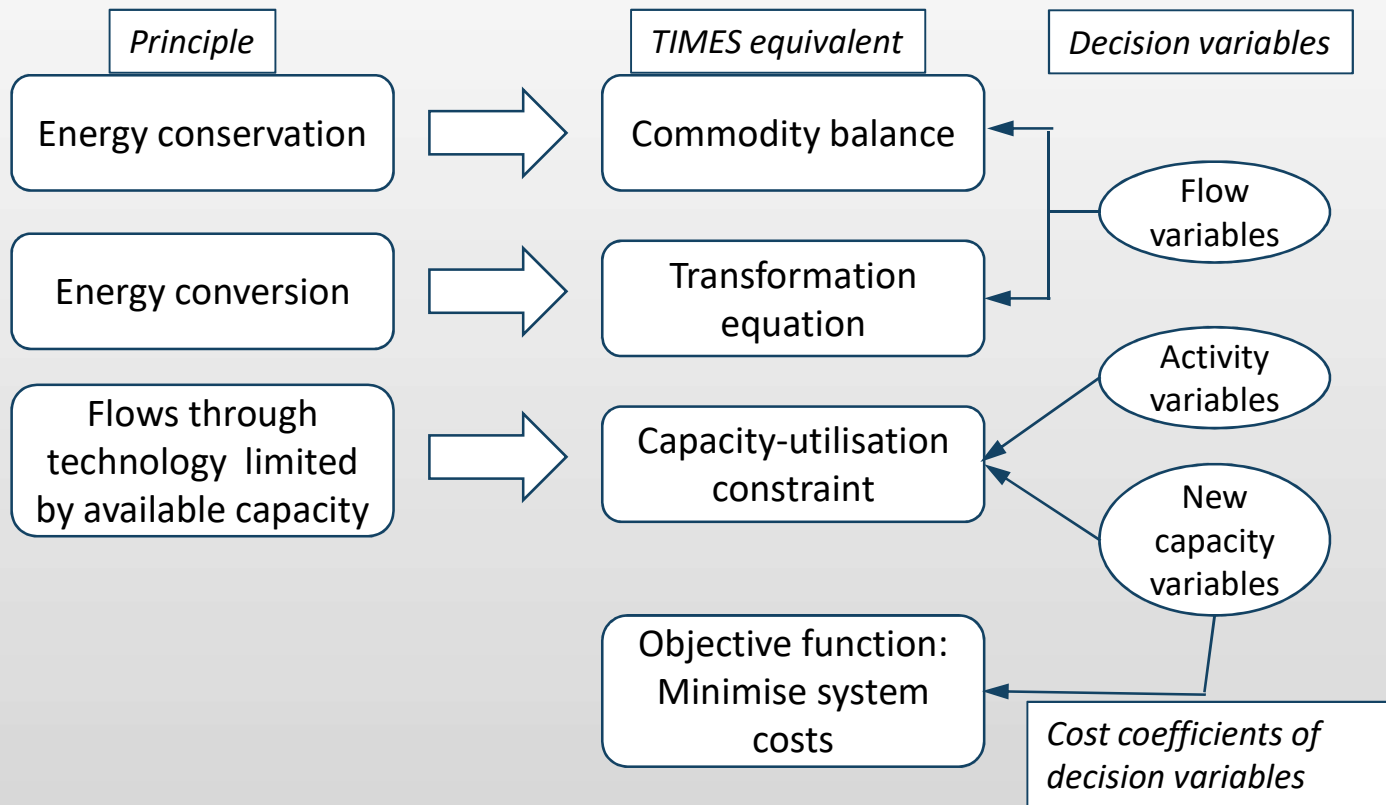 Principle
TIMES equivalent
Decision variables
Energy conservation
Commodity balance
Flow
variables
Energy conversion
Transformation
equation
Activity
variables
Flows through
technology limited
by available capacity
Capacity-utilisation
constraint
New
capacity
variables
Objective function:
Minimise system
costs
Cost coefficients of
decision variables